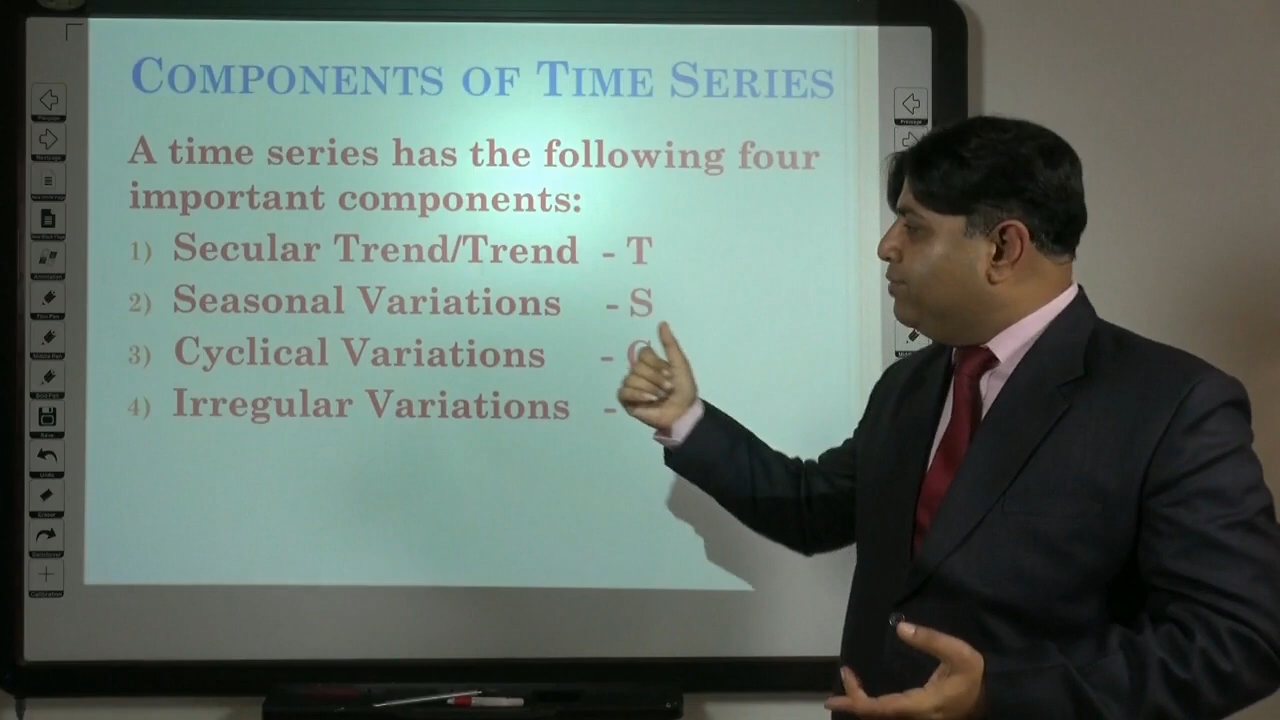 COMPONENTS OF TIME SERIES
A time series has the following four
important components:
1) Secular Trend/Trend - T
2) Seasonal Variations - S
3) Cyclical Variations -
4) Irregular Variations -